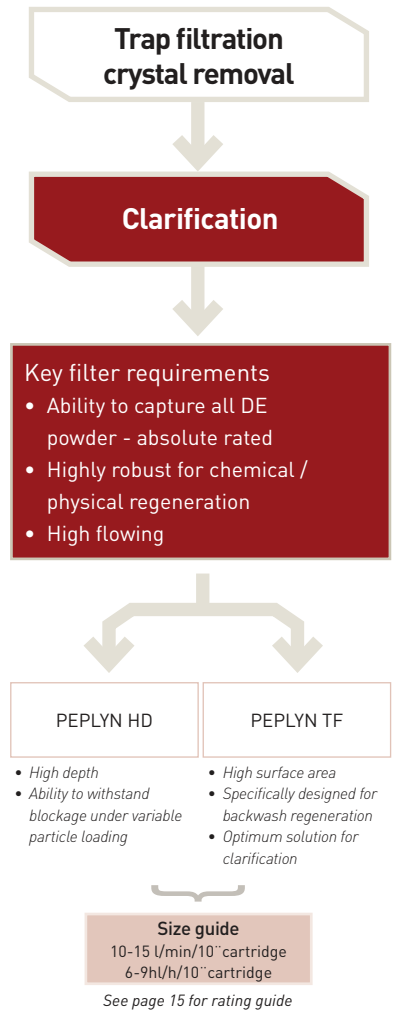 Trap filtration
crystal removal
Clarification
Key filter requirements
• Ability to capture all DE
powder - absolute rated
• Highly robust for chemical /
physical regeneration
• High flowing
PEPLYN HD
• High depth
• Ability to withstand
blockage under variable
particle loading
PEPLYN TF
• High surface area
• Specifically designed for
backwash regeneration
• Optimum solution for
clarification
Size guide
10-15 l/min/10¨cartridge
6-9hl/h/10¨cartridge
See page 15 for rating guide